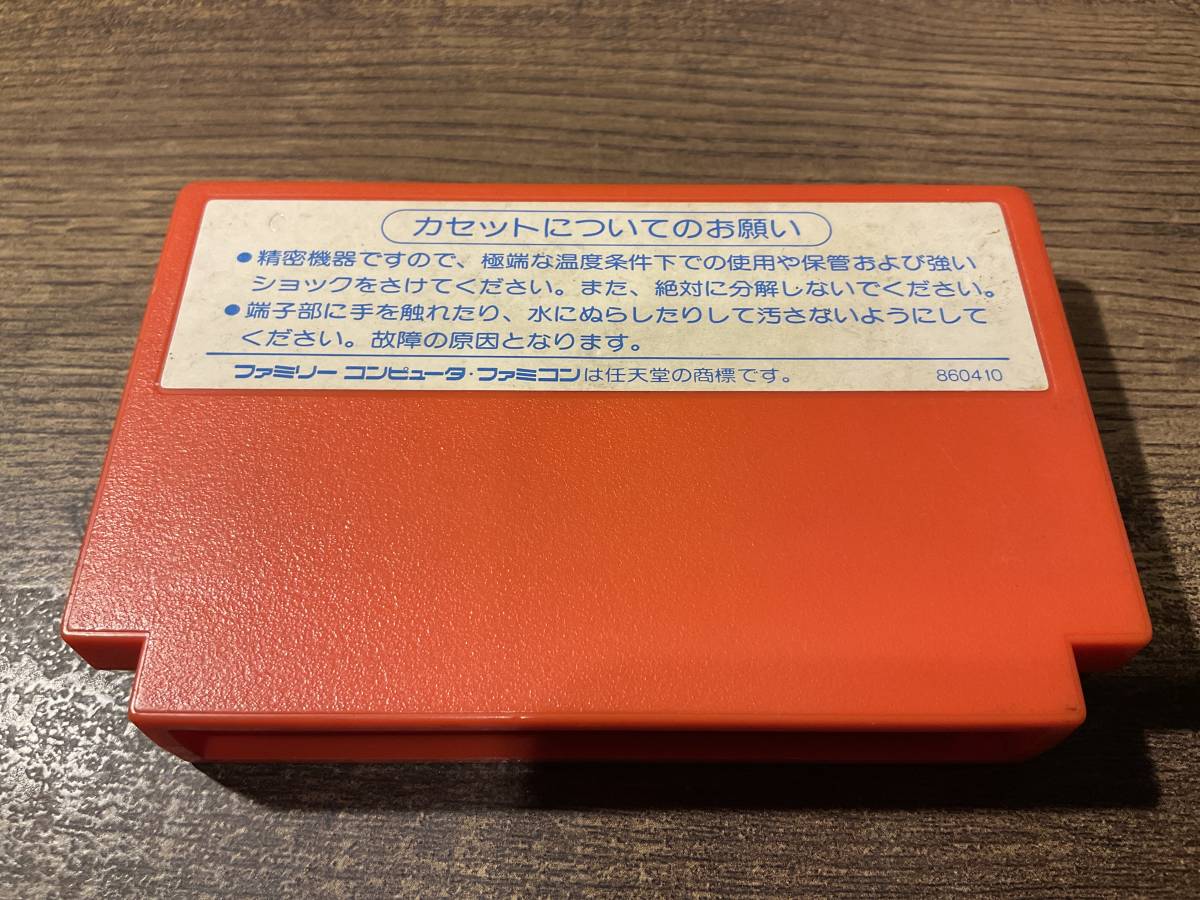 カセットについてのお願い
●精密機器ですので、極端な温度条件下での使用や保管および強い
ショックをさけてください。また、絶対に分解しないでください。
●端子部に手を触れたり、水にぬらしたりして汚さないようにして
ください。故障の原因となります。
ファミリーコンピュータ・ファミコンは任天堂の商標です。 860410